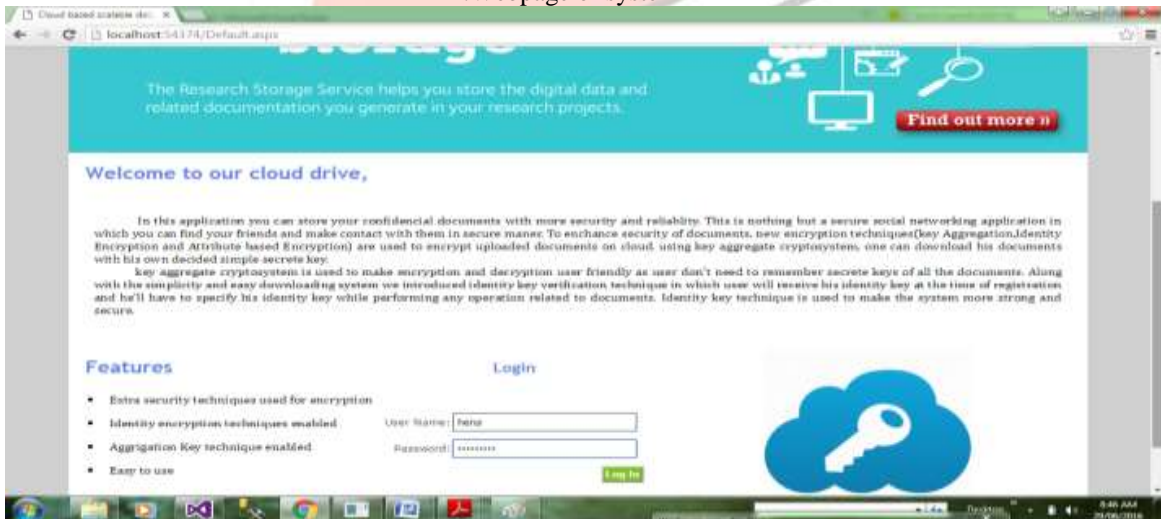 Cloud based
localhost:54374/Default.aspx
storage
The Research Storage Service helps you store the digital data and
related documentation you generate in your research projects.
Find out more »
Welcome to our cloud drive,
In this application you can store your confidencial documents with more security and reliablity. This is nothing but a secure social networking application in
which you can find your friends and make contact with them in secure maner. To enchance security of documents, new encryption techniques(key Aggregation,Identity
Encryption and Attribute based Encryption) are used to encrypt uploaded documents on cloud. using key aggregate cryptosystem, one can download his documents
with his own decided simple secrete key.
key aggregate cryptosystem is used to make encryption and decryption user friendly as user don't need to remember secrete keys of all the documents. Along
with the simplicity and easy downloading system we introduced identity key verification technique in which user will receive his identity key at the time of registration
and he'll have to specify his identity key while performing any operation related to documents. Identity key technique is used to make the system more strong and
secure.
Features
Login
Extra security techniques used for encryption
Identity encryption techniques enabled
User Name:
Aggrigation Key technique enabled
Password:
Easy to use
Log In
Desktop
8:46 AM
29/06/2016